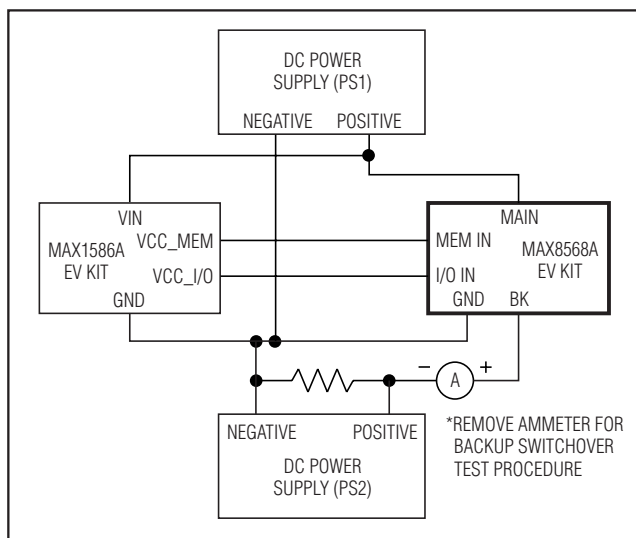 DC POWER
SUPPLY (PS1)
NEGATIVE POSITIVE
VIN
MAX1586A
EV KIT
VCC_MEM
VCC_I/O
GND
MAIN
MEM IN
MAX8568A
EV KIT
I/O IN
GND BK
− A +
NEGATIVE POSITIVE
DC POWER
SUPPLY (PS2)
*REMOVE AMMETER FOR
BACKUP SWITCHOVER
TEST PROCEDURE